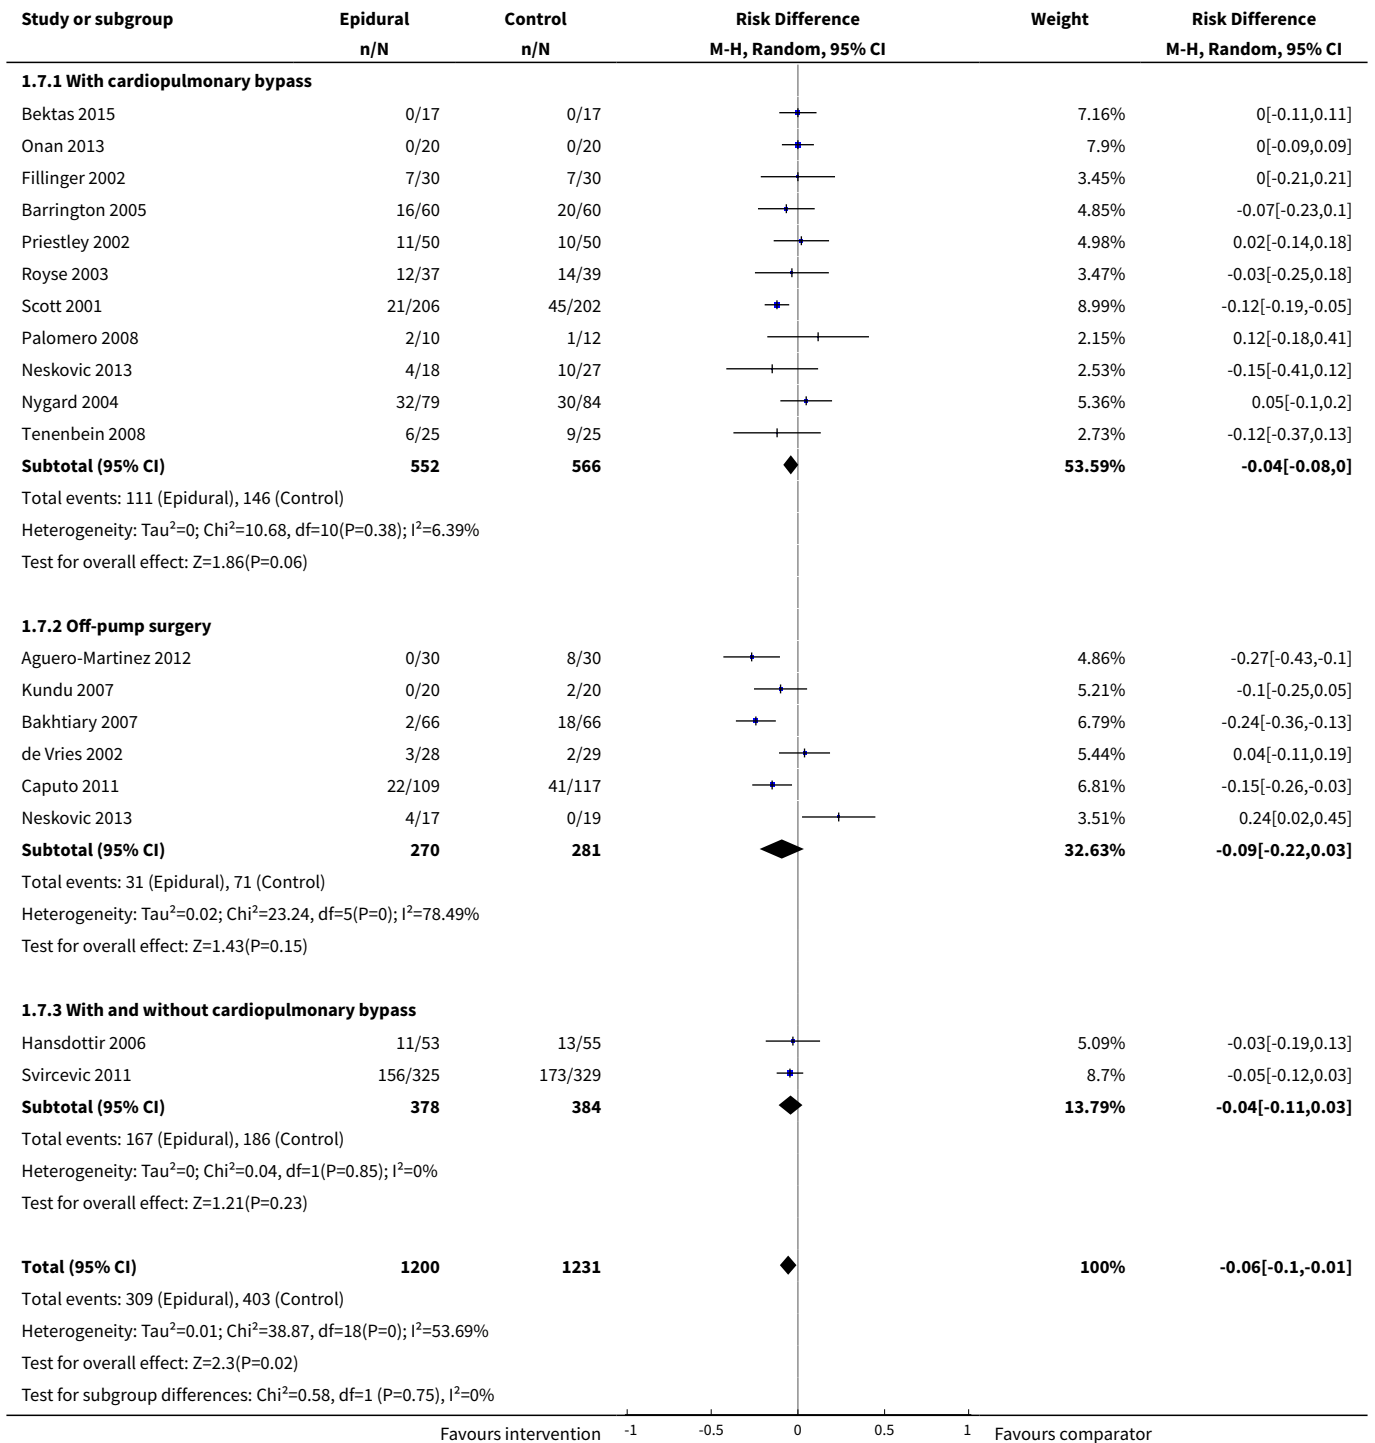 Study or subgroup Epidural Control Risk Difference Weight Risk Difference
n/N n/N M-H, Random, 95% CI M-H, Random, 95% CI
1.7.1 With cardiopulmonary bypass
Bektas 2015 0/17 0/17 7.16% 0[-0.11,0.11]
Onan 2013 0/20 0/20 7.9% 0[-0.09,0.09]
Fillinger 2002 7/30 7/30 3.45% 0[-0.21,0.21]
Barrington 2005 16/60 20/60 4.85% -0.07[-0.23,0.1]
Priestley 2002 11/50 10/50 4.98% 0.02[-0.14,0.18]
Royse 2003 12/37 14/39 3.47% -0.03[-0.25,0.18]
Scott 2001 21/206 45/202 8.99% -0.12[-0.19,-0.05]
Palomero 2008 2/10 1/12 2.15% 0.12[-0.18,0.41]
Neskovic 2013 4/18 10/27 2.53% -0.15[-0.41,0.12]
Nygard 2004 32/79 30/84 5.36% 0.05[-0.1,0.2]
Tenenbein 2008 6/25 9/25 2.73% -0.12[-0.37,0.13]
Subtotal (95% CI) 552 566 53.59% -0.04[-0.08,0]
Total events: 111 (Epidural), 146 (Control)
Heterogeneity: Tau²=0; Chi²=10.68, df=10(P=0.38); I²=6.39%
Test for overall effect: Z=1.86(P=0.06)
1.7.2 Off-pump surgery
Aguero-Martinez 2012 0/30 8/30 4.86% -0.27[-0.43,-0.1]
Kundu 2007 0/20 2/20 5.21% -0.1[-0.25,0.05]
Bakhtiary 2007 2/66 18/66 6.79% -0.24[-0.36,-0.13]
de Vries 2002 3/28 2/29 5.44% 0.04[-0.11,0.19]
Caputo 2011 22/109 41/117 6.81% -0.15[-0.26,-0.03]
Neskovic 2013 4/17 0/19 3.51% 0.24[0.02,0.45]
Subtotal (95% CI) 270 281 32.63% -0.09[-0.22,0.03]
Total events: 31 (Epidural), 71 (Control)
Heterogeneity: Tau²=0.02; Chi²=23.24, df=5(P=0); I²=78.49%
Test for overall effect: Z=1.43(P=0.15)
1.7.3 With and without cardiopulmonary bypass
Hansdottir 2006 11/53 13/55 5.09% -0.03[-0.19,0.13]
Svircevic 2011 156/325 173/329 8.7% -0.05[-0.12,0.03]
Subtotal (95% CI) 378 384 13.79% -0.04[-0.11,0.03]
Total events: 167 (Epidural), 186 (Control)
Heterogeneity: Tau²=0; Chi²=0.04, df=1(P=0.85); I²=0%
Test for overall effect: Z=1.21(P=0.23)
Total (95% CI) 1200 1231 100% -0.06[-0.1,-0.01]
Total events: 309 (Epidural), 403 (Control)
Heterogeneity: Tau²=0.01; Chi²=38.87, df=18(P=0); I²=53.69%
Test for overall effect: Z=2.3(P=0.02)
Test for subgroup differences: Chi²=0.58, df=1 (P=0.75), I²=0%
Favours intervention -1 -0.5 0 0.5 1 Favours comparator